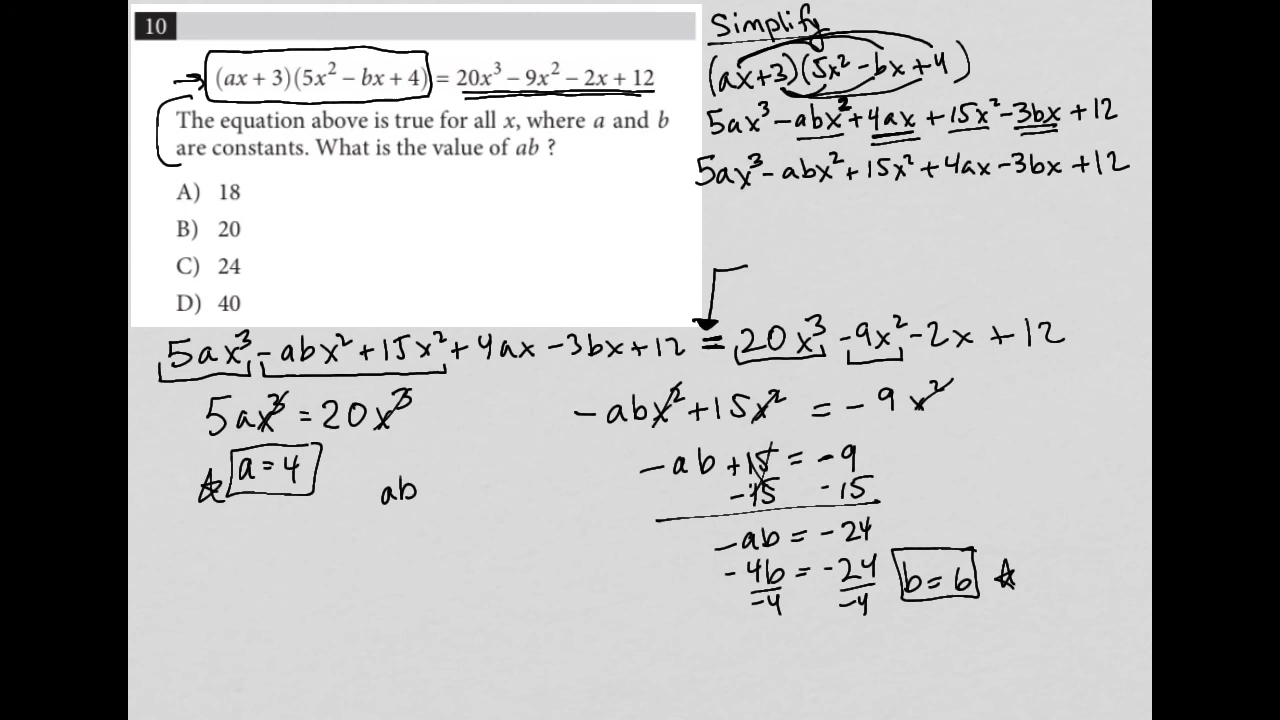 10
(ax + 3)(5x² − bx + 4) = 20x³ − 9x² − 2x + 12
The equation above is true for all x, where a and b
are constants. What is the value of ab ?
A) 18
B) 20
C) 24
D) 40
Simplify
(ax+3)(5x² − bx + 4)
5ax³ − abx² + 4ax + 15x² − 3bx + 12
5ax³ − abx² + 15x² + 4ax − 3bx + 12
5ax³ − abx² + 15x² + 4ax − 3bx + 12 = 20x³ − 9x² − 2x + 12
5ax³ = 20x³
a = 4
ab
−abx² + 15x² = −9x²
−ab + 15 = −9
−15 −15
−ab = −24
−4b = −24
−4 −4
b = 6